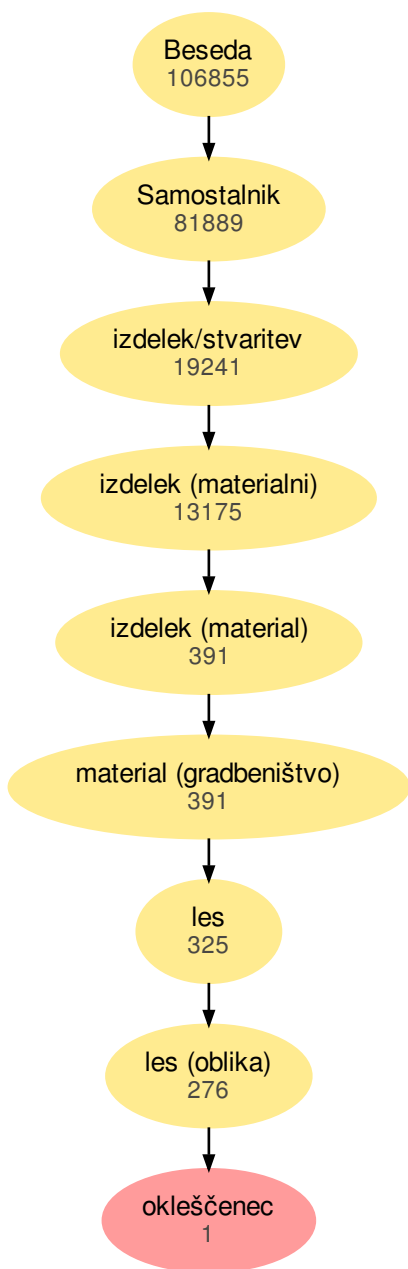 Beseda
106855
Samostalnik
81889
izdelek/stvaritev
19241
izdelek (materialni)
13175
izdelek (material)
391
material (gradbeništvo)
391
les
325
les (oblika)
276
okleščenec
1